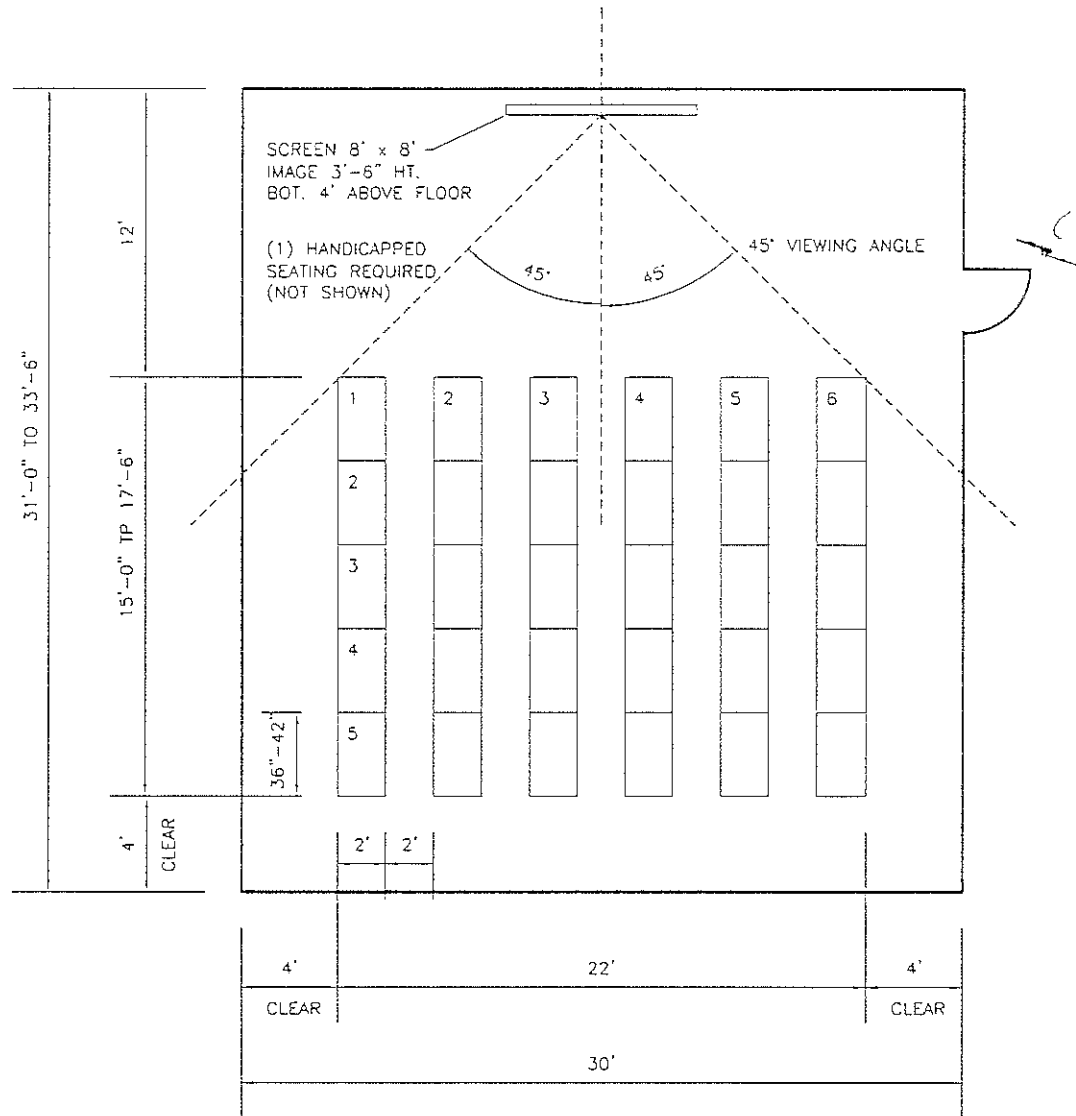 SCREEN 8' x 8'
IMAGE 3'-6" HT.
BOT. 4' ABOVE FLOOR
(1) HANDICAPPED
SEATING REQUIRED
(NOT SHOWN)
45° VIEWING ANGLE
45°
45°
12'
31'-0" TO 33'-6"
15'-0" TP 17'-6"
1
2
3
4
5
6
2
3
4
5
36"-42"
4'
CLEAR
2'
2'
4'
CLEAR
22'
4'
CLEAR
30'